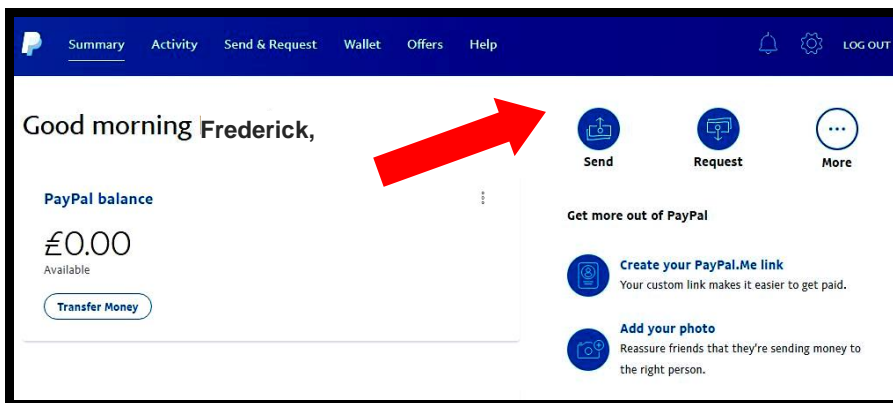 Summary Activity Send & Request Wallet Offers Help LOG OUT
Good morning Frederick,
Send Request More
PayPal balance
£0.00
Available
Transfer Money
Get more out of PayPal
Create your PayPal.Me link
Your custom link makes it easier to get paid.
Add your photo
Reassure friends that they're sending money to
the right person.